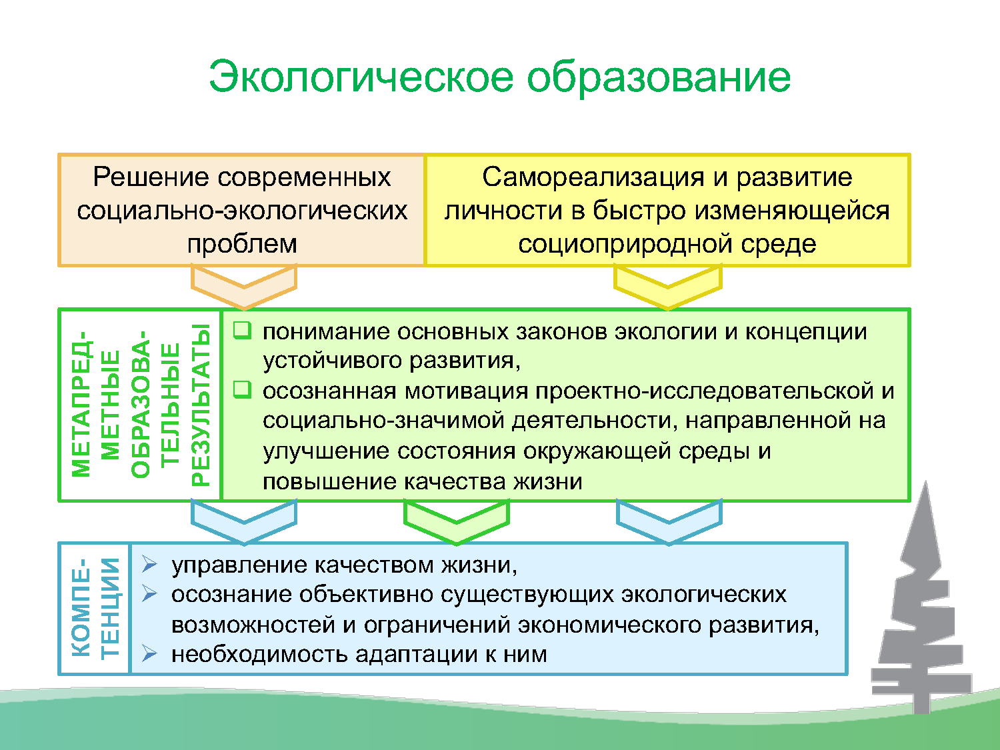 Экологическое образование
Решение современных
социально-экологических
проблем
Самореализация и развитие
личности в быстро изменяющейся
социоприродной среде
МЕТАПРЕД-
МЕТНЫЕ
ОБРАЗОВА-
ТЕЛЬНЫЕ
РЕЗУЛЬТАТЫ
понимание основных законов экологии и концепции
устойчивого развития,
осознанная мотивация проектно-исследовательской и
социально-значимой деятельности, направленной на
улучшение состояния окружающей среды и
повышение качества жизни
КОМПЕ-
ТЕНЦИИ
управление качеством жизни,
осознание объективно существующих экологических
возможностей и ограничений экономического развития,
необходимость адаптации к ним